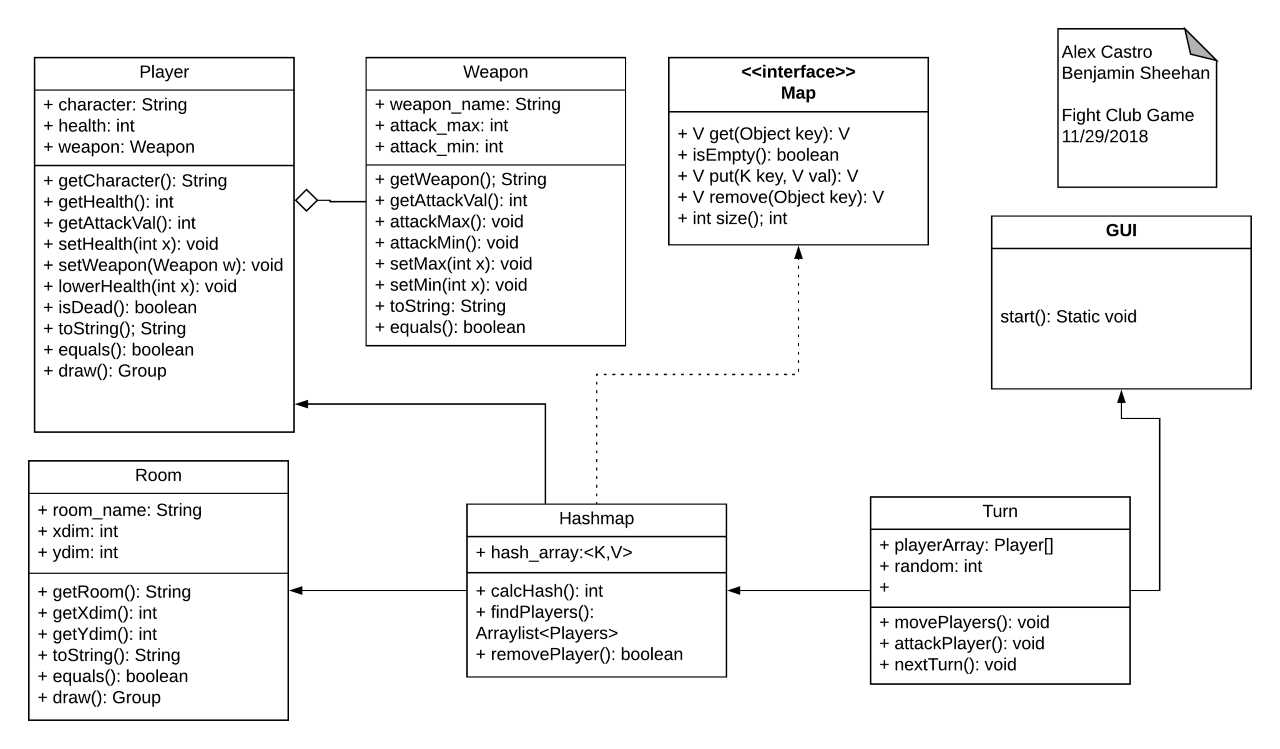 Player
+ character: String
+ health: int
+ weapon: Weapon
+ getCharacter(): String
+ getHealth(): int
+ getAttackVal(): int
+ setHealth(int x): void
+ setWeapon(Weapon w): void
+ lowerHealth(int x): void
+ isDead(): boolean
+ toString(); String
+ equals(): boolean
+ draw(): Group
Weapon
+ weapon_name: String
+ attack_max: int
+ attack_min: int
+ getWeapon(); String
+ getAttackVal(): int
+ attackMax(): void
+ attackMin(): void
+ setMax(int x): void
+ setMin(int x): void
+ toString: String
+ equals(): boolean
<<interface>>
Map
+ V get(Object key): V
+ isEmpty(): boolean
+ V put(K key, V val): V
+ V remove(Object key): V
+ int size(); int
Alex Castro
Benjamin Sheehan
Fight Club Game
11/29/2018
GUI
start(): Static void
Room
+ room_name: String
+ xdim: int
+ ydim: int
+ getRoom(): String
+ getXdim(): int
+ getYdim(): int
+ toString(): String
+ equals(): boolean
+ draw(): Group
Hashmap
+ hash_array:<K,V>
+ calcHash(): int
+ findPlayers():
Arraylist<Players>
+ removePlayer(): boolean
Turn
+ playerArray: Player[]
+ random: int
+
+ movePlayers(): void
+ attackPlayer(): void
+ nextTurn(): void